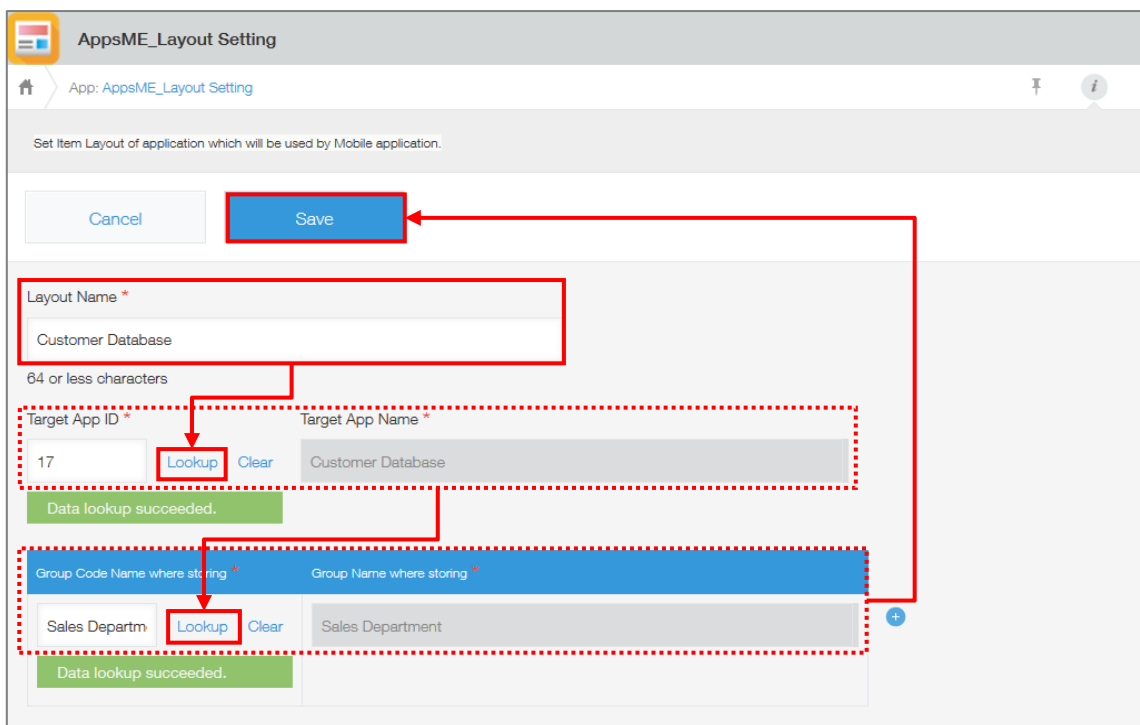 AppsME_Layout Setting
App: AppsME_Layout Setting
i
Set Item Layout of application which will be used by Mobile application.
Cancel Save
Layout Name *
Customer Database
64 or less characters
Target App ID * Target App Name *
17 Lookup Clear Customer Database
Data lookup succeeded.
Group Code Name where storing * Group Name where storing *
Sales Departm Lookup Clear Sales Department
Data lookup succeeded.